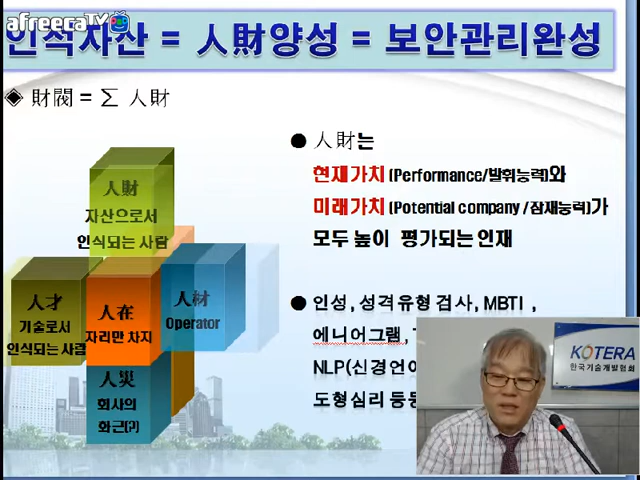 afreecaTV
인적자산 = 人財양성 = 보안관리완성
◈ 財閥 = ∑ 人財
人財
자산으로서
인식되는 사람
人才
기술로서
인식되는 사람
人在
자리만 차지
人材
Operator
人災
회사의
화근(?)
● 人財는
현재가치 (Performance/발휘능력)와
미래가치 (Potential company /잠재능력)가
모두 높이 평가되는 인재
● 인성, 성격유형 검사, MBTI ,
에니어그램,
NLP(신경언어
도형심리 등등
KOTERA
한국기술개발협회